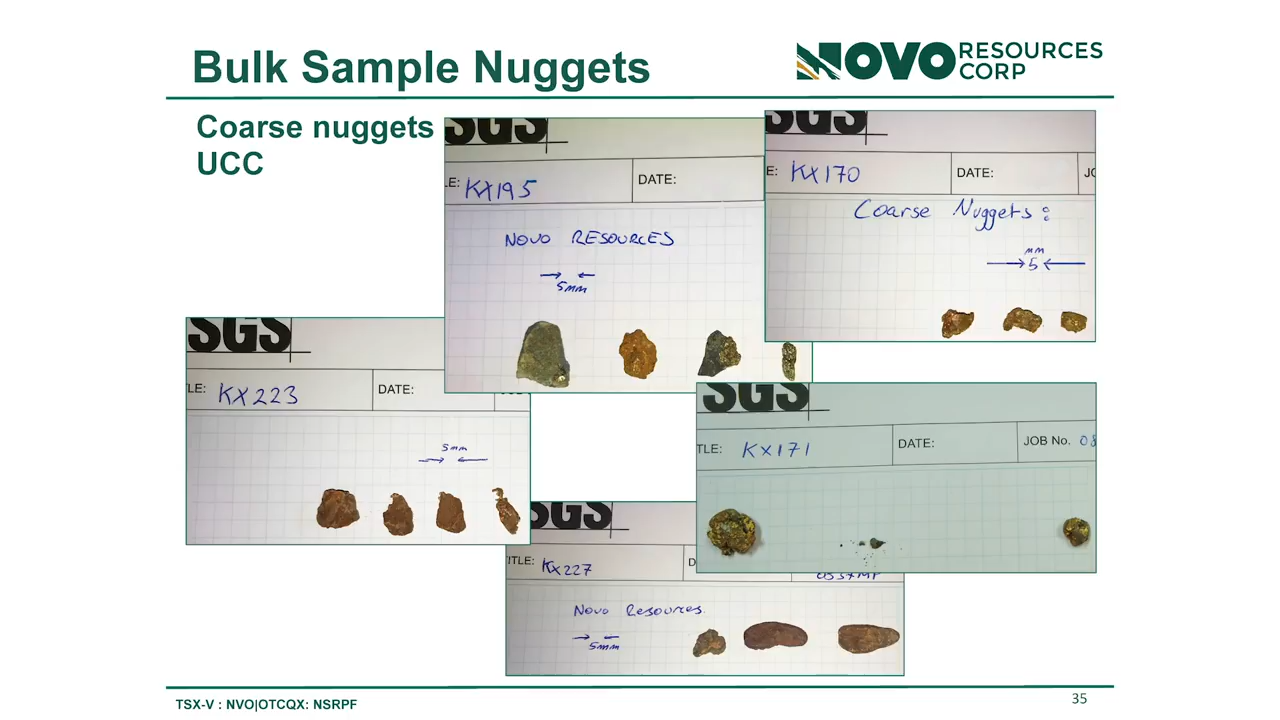 Bulk Sample Nuggets
NOVO RESOURCES CORP
Coarse nuggets
UCC
SGS
KX195
DATE:
NOVO RESOURCES
5mm
SGS
E: KX170
DATE:
Coarse Nuggets:
mm
5
SGS
LE: KX223
DATE:
5mm
SGS
TLE: KX171
DATE:
JOB No. 08
SGS
TITLE: KX227
D
Novo Resources
5mm
TSX-V : NVO|OTCQX: NSRPF
35